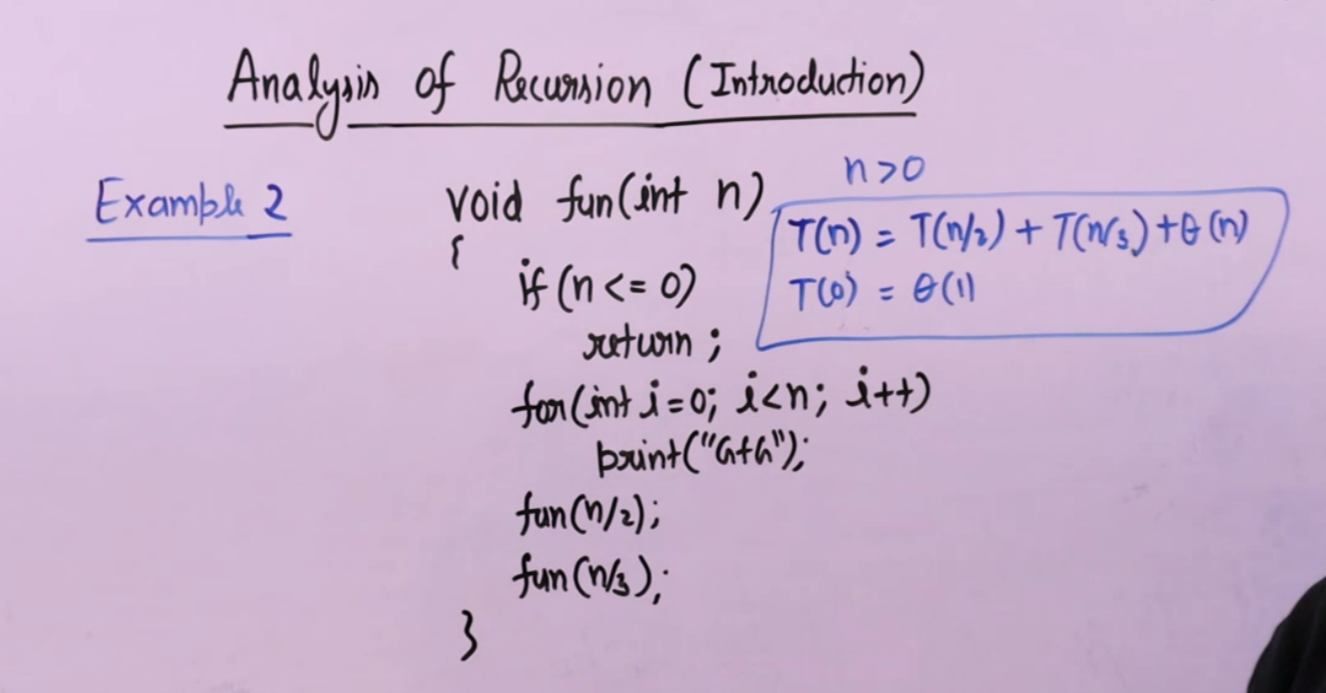 Analysis of Recursion (Introduction)
Example 2
void fun(int n)
{
if (n <= 0)
return ;
for(int i=0; i<n; i++)
print("GfG");
fun(n/2);
fun(n/3);
}
n>0
T(n) = T(n/2) + T(n/3) + θ(n)
T(0) = θ(1)